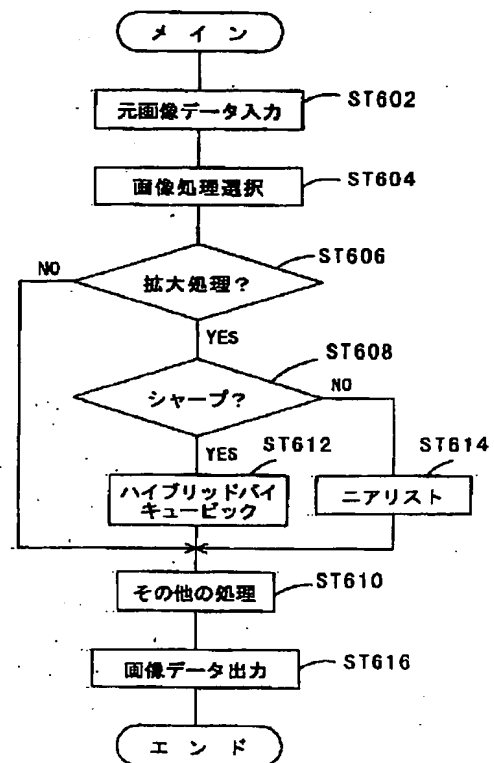 メイン
元画像データ入力
ST602
画像処理選択
ST604
拡大処理?
ST606
NO
YES
シャープ?
ST608
NO
YES
ハイブリッドバイ
キュービック
ST612
ニアリスト
ST614
その他の処理
ST610
画像データ出力
ST616
エンド